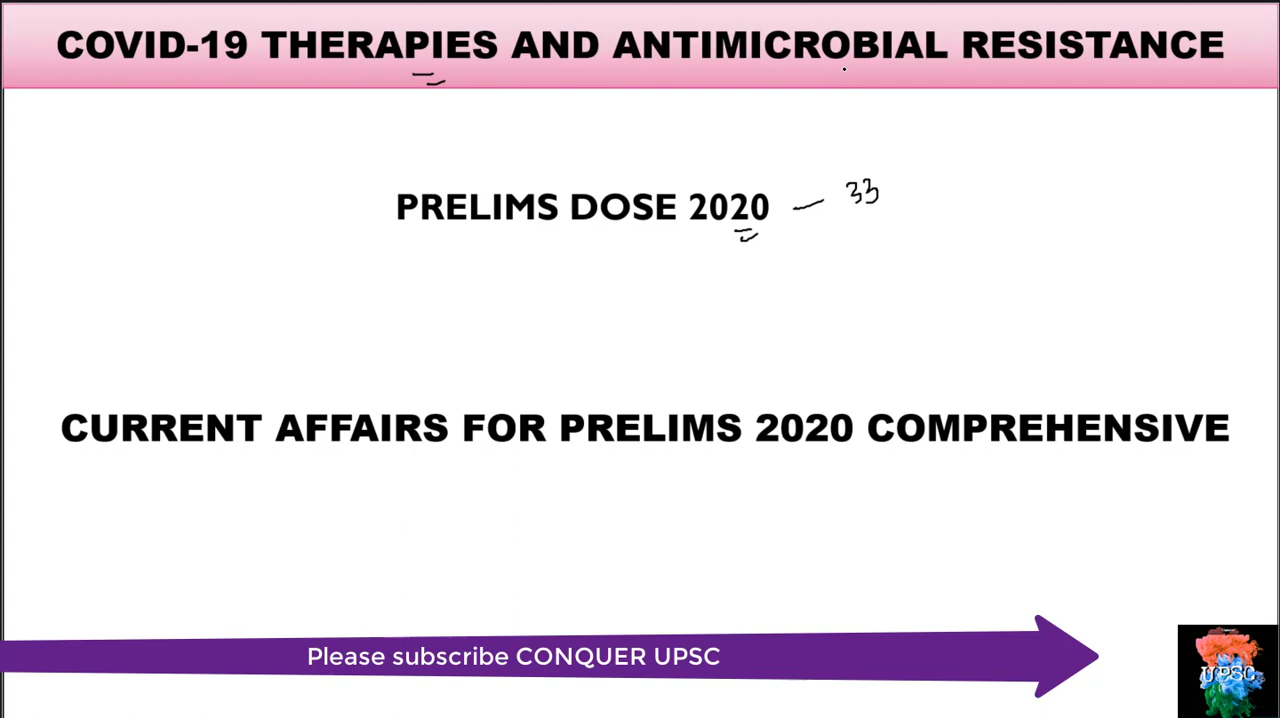 COVID-19 THERAPIES AND ANTIMICROBIAL RESISTANCE
PRELIMS DOSE 2020 – 33
CURRENT AFFAIRS FOR PRELIMS 2020 COMPREHENSIVE
Please subscribe CONQUER UPSC
UPSC